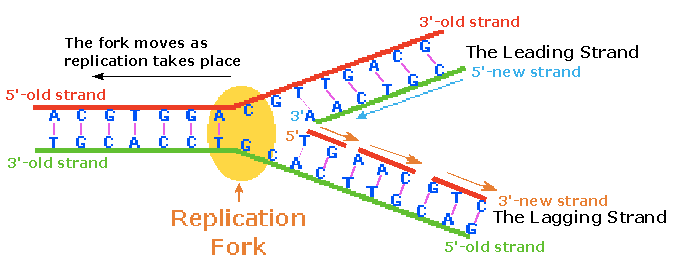 3'-old strand
The fork moves as
replication takes place
The Leading Strand
5'-new strand
5'-old strand
A C G T G G A C G T T G A C G
3' A A C T G C
T G C A C C T G C A C T T G C A G
5' T G A A C G T C
3'-old strand
3'-new strand
The Lagging Strand
5'-old strand
Replication
Fork